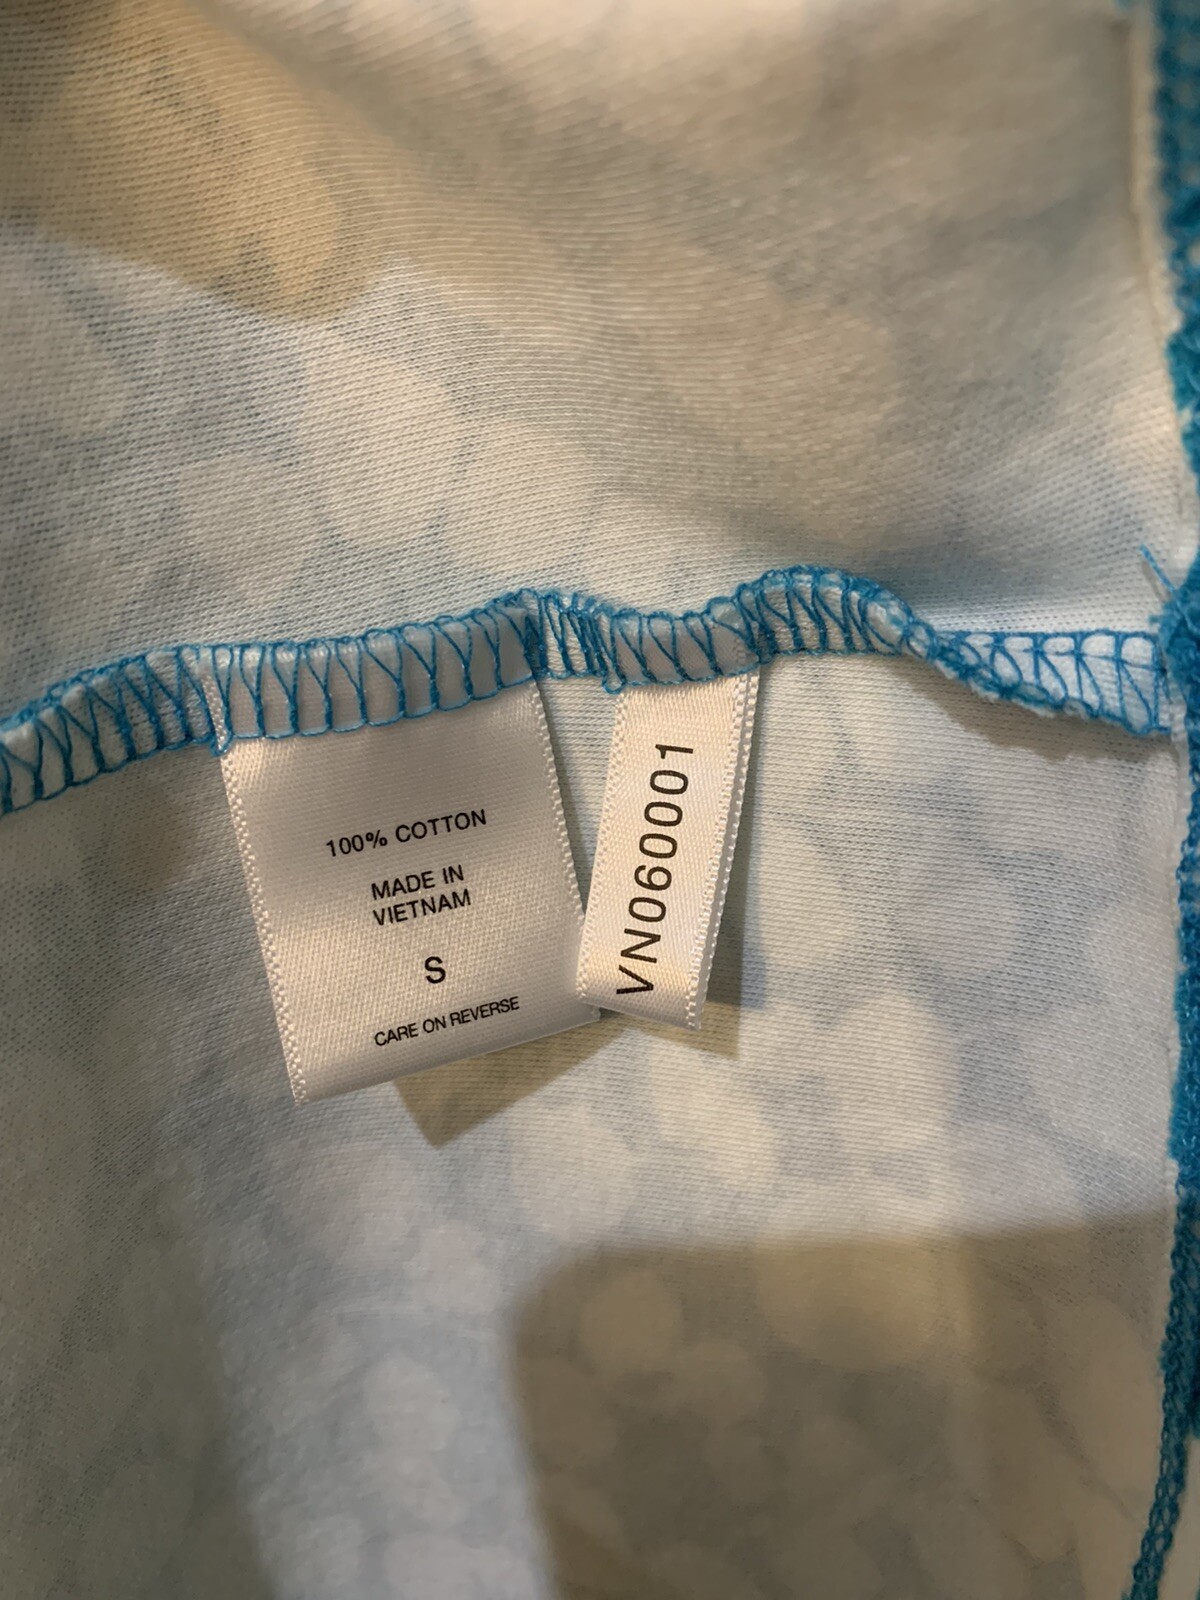 100% COTTON
MADE IN
VIETNAM
S
CARE ON REVERSE
VN060001